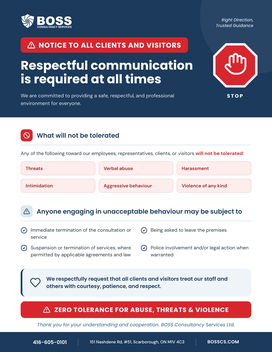 BOSS
CONSULTANCY SERVICES
Right Direction,
Trusted Guidance.
NOTICE TO ALL CLIENTS AND VISITORS
Respectful communication
is required at all times
We are committed to providing a safe, respectful, and professional
environment for everyone.
STOP
What will not be tolerated
Any of the following toward our employees, representatives, clients, or visitors will not be tolerated:
Threats
Verbal abuse
Harassment
Intimidation
Aggressive behaviour
Violence of any kind
Anyone engaging in unacceptable behaviour may be subject to
Immediate termination of the consultation or
service
Being asked to leave the premises
Suspension or termination of services, where
permitted by applicable agreements and law
Police involvement and/or legal action when
warranted
We respectfully request that all clients and visitors treat our staff and
others with courtesy, patience, and respect.
ZERO TOLERANCE FOR ABUSE, THREATS & VIOLENCE
Thank you for your understanding and cooperation. BOSS Consultancy Services Ltd.
416-605-0101
151 Nashdene Rd, #51, Scarborough, ON M1V 4C3
BOSSCS.COM